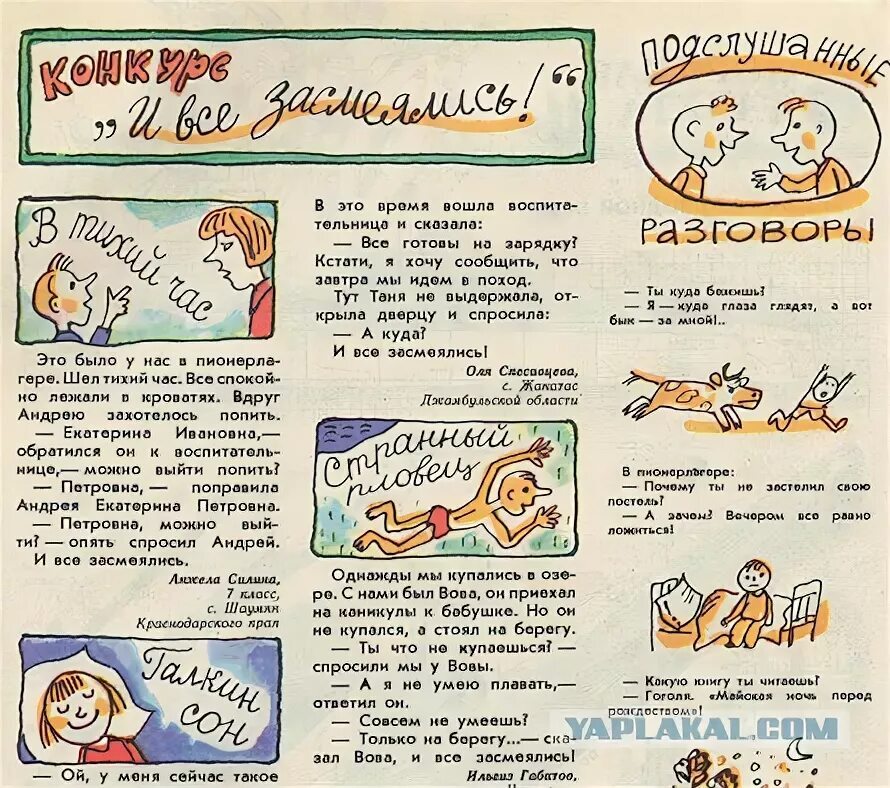 КОНКУРС
„И все засмеялись!“
В тихий час
Это было у нас в пионерла-
гере. Шел тихий час. Все спокой-
но лежали в кроватях. Вдруг
Андрею захотелось попить.
— Екатерина Ивановна,—
обратился он к воспитатель-
нице,— можно выйти попить?
— Петровна, — поправила
Андрея Екатерина Петровна.
— Петровна, можно вый-
ти? — опять спросил Андрей.
И все засмеялись.
Анжела Силина,
7 класс,
с. Шаумян
Краснодарского края
Галкин сон
— Ой, у меня сейчас такое
В это время вошла воспита-
тельница и сказала:
— Все готовы на зарядку?
Кстати, я хочу сообщить, что
завтра мы идем в поход.
Тут Таня не выдержала, от-
крыла дверцу и спросила:
— А куда?
И все засмеялись!
Оля
с.
Джамбульской области
Странный
пловец
Однажды мы купались в озе-
ре. С нами был Вова, он приехал
на каникулы к бабушке. Но он
не купался, а стоял на берегу.
— Ты что не купаешься? —
спросили мы у Вовы.
— А я не умею плавать,—
ответил он.
— Совсем не умеешь?
— Только на берегу...— ска-
зал Вова, и все засмеялись!
Ильгиз
ПОДСЛУШАННЫЕ
РАЗГОВОРЫ
— Ты куда бежишь?
— Я — куда глаза глядят, а вот
бык — за мной!..
В пионерлагере:
— Почему ты не застелил свою
постель?
— А зачем? Вечером все равно
ложиться!
— Какую книгу ты читаешь?
— Гоголя. «Майская ночь перед
рождеством»!
YAPLAKAL.COM